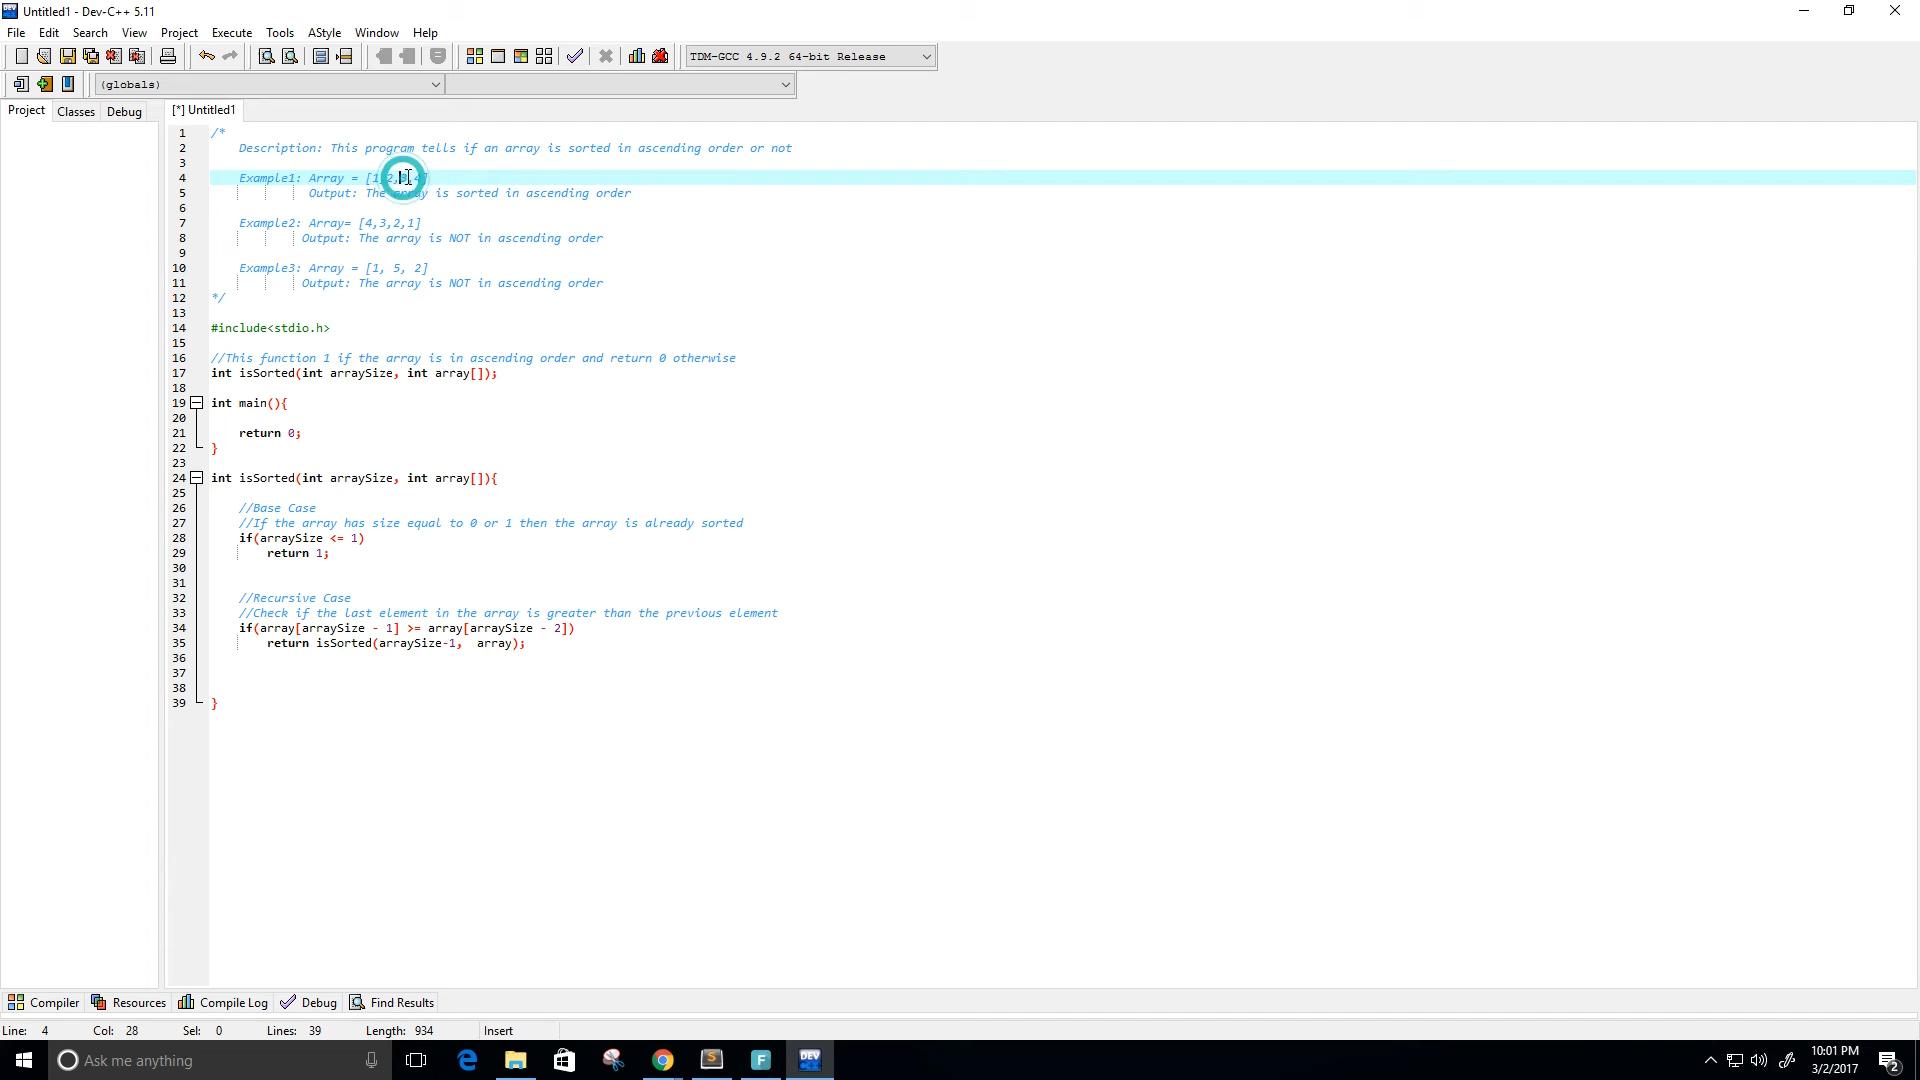 Untitled1 - Dev-C++ 5.11
File Edit Search View Project Execute Tools AStyle Window Help
TDM-GCC 4.9.2 64-bit Release
(globals)
Project Classes Debug [*] Untitled1
1 /*
2 Description: This program tells if an array is sorted in ascending order or not
3
4 Example1: Array = [1,2,3,4]
5 Output: The array is sorted in ascending order
6
7 Example2: Array= [4,3,2,1]
8 Output: The array is NOT in ascending order
9
10 Example3: Array = [1, 5, 2]
11 Output: The array is NOT in ascending order
12 */
13
14 #include<stdio.h>
15
16 //This function 1 if the array is in ascending order and return 0 otherwise
17 int isSorted(int arraySize, int array[]);
18
19 int main(){
20
21 return 0;
22 }
23
24 int isSorted(int arraySize, int array[]){
25
26 //Base Case
27 //If the array has size equal to 0 or 1 then the array is already sorted
28 if(arraySize <= 1)
29 return 1;
30
31
32 //Recursive Case
33 //Check if the last element in the array is greater than the previous element
34 if(array[arraySize - 1] >= array[arraySize - 2])
35 return isSorted(arraySize-1, array);
36
37
38
39 }
Compiler Resources Compile Log Debug Find Results
Line: 4 Col: 28 Sel: 0 Lines: 39 Length: 934 Insert
Ask me anything
10:01 PM
3/2/2017
2